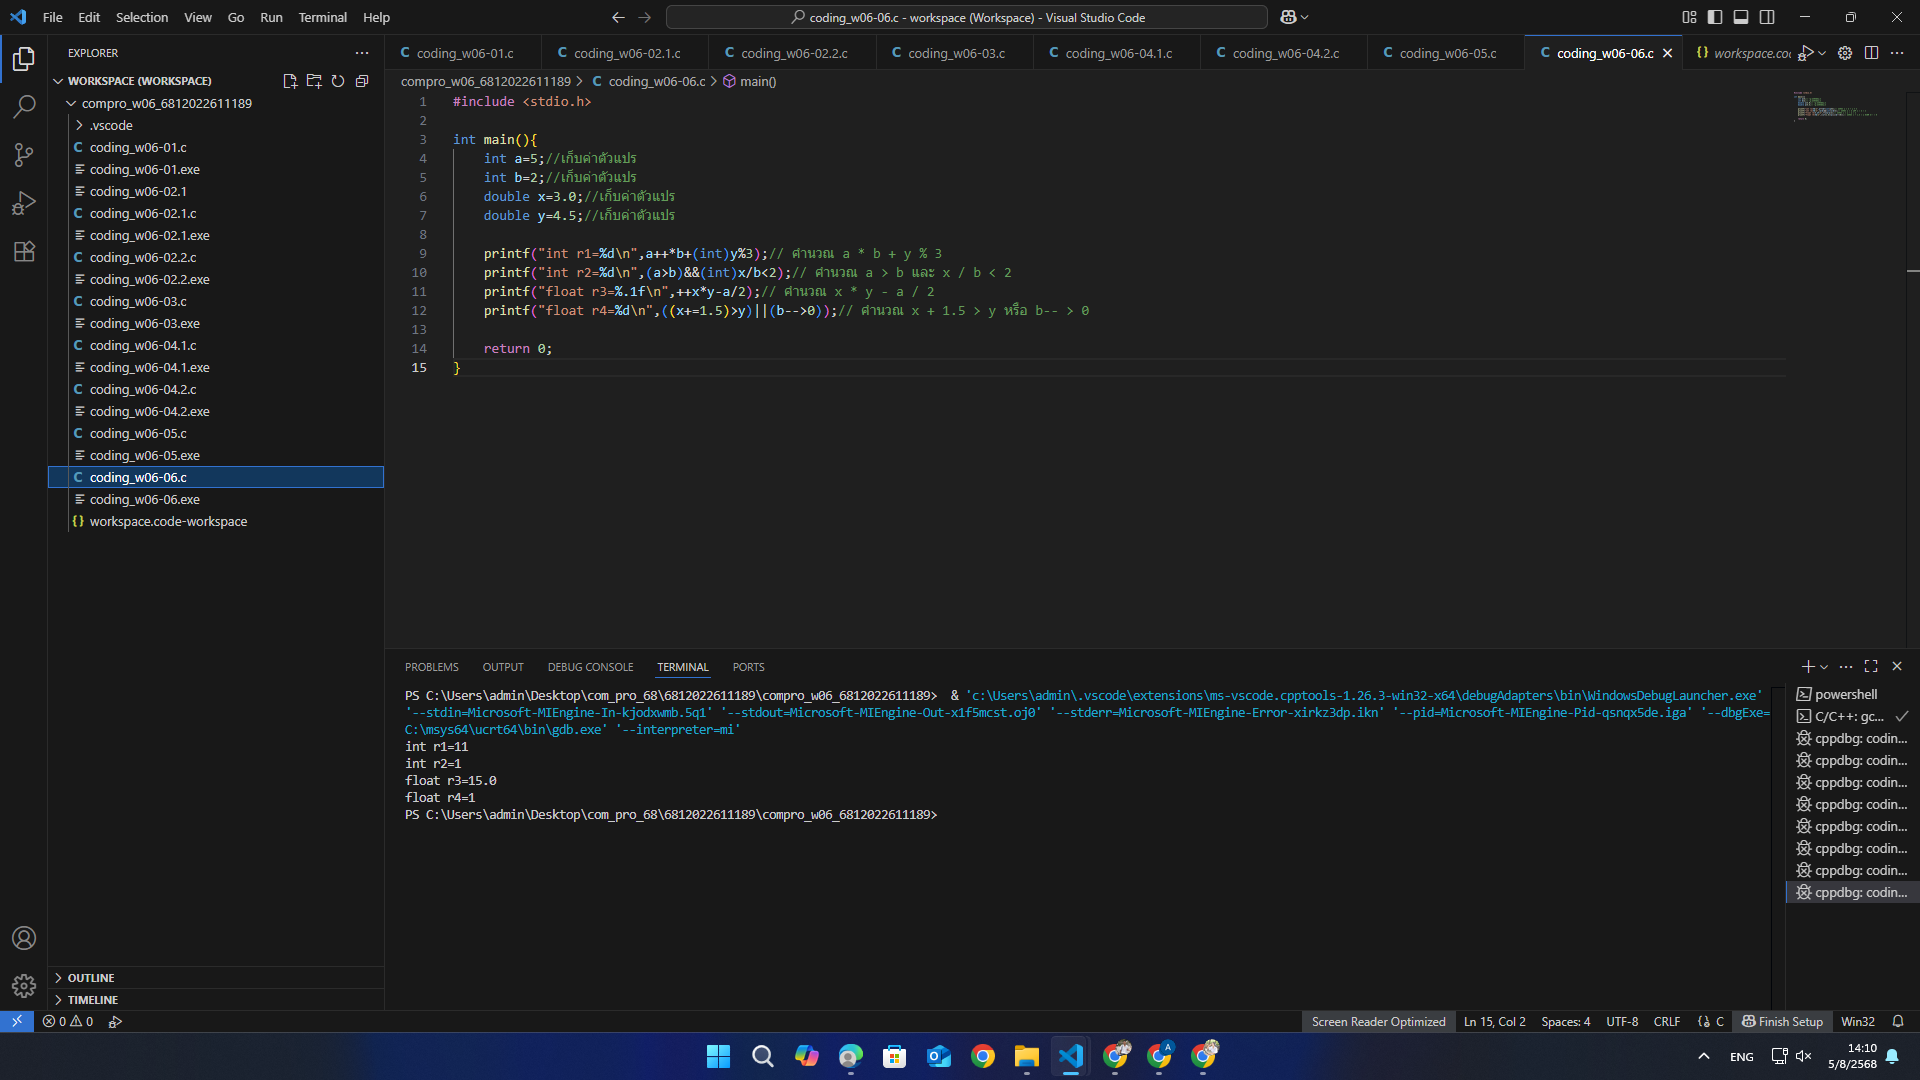 File Edit Selection View Go Run Terminal Help
coding_w06-06.c - workspace (Workspace) - Visual Studio Code
EXPLORER
WORKSPACE (WORKSPACE)
compro_w06_6812022611189
.vscode
coding_w06-01.c
coding_w06-01.exe
coding_w06-02.1
coding_w06-02.1.c
coding_w06-02.1.exe
coding_w06-02.2.c
coding_w06-02.2.exe
coding_w06-03.c
coding_w06-03.exe
coding_w06-04.1.c
coding_w06-04.1.exe
coding_w06-04.2.c
coding_w06-04.2.exe
coding_w06-05.c
coding_w06-05.exe
coding_w06-06.c
coding_w06-06.exe
workspace.code-workspace
OUTLINE
TIMELINE
coding_w06-01.c coding_w06-02.1.c coding_w06-02.2.c coding_w06-03.c coding_w06-04.1.c coding_w06-04.2.c coding_w06-05.c coding_w06-06.c workspace.co
compro_w06_6812022611189 > C coding_w06-06.c > main()
1 #include <stdio.h>
2
3 int main(){
4 int a=5;//เก็บค่าตัวแปร
5 int b=2;//เก็บค่าตัวแปร
6 double x=3.0;//เก็บค่าตัวแปร
7 double y=4.5;//เก็บค่าตัวแปร
8
9 printf("int r1=%d\n",a++*b+(int)y%3);// คำนวณ a * b + y % 3
10 printf("int r2=%d\n",(a>b)&&(int)x/b<2);// คำนวณ a > b และ x / b < 2
11 printf("float r3=%.1f\n",++x*y-a/2);// คำนวณ x * y - a / 2
12 printf("float r4=%d\n",((x+=1.5)>y)||(b-->0));// คำนวณ x + 1.5 > y หรือ b-- > 0
13
14 return 0;
15 }
PROBLEMS OUTPUT DEBUG CONSOLE TERMINAL PORTS
PS C:\Users\admin\Desktop\com_pro_68\6812022611189\compro_w06_6812022611189> & 'c:\Users\admin\.vscode\extensions\ms-vscode.cpptools-1.26.3-win32-x64\debugAdapters\bin\WindowsDebugLauncher.exe'
'--stdin=Microsoft-MIEngine-In-kjodxwmb.5q1' '--stdout=Microsoft-MIEngine-Out-x1f5mcst.oj0' '--stderr=Microsoft-MIEngine-Error-xirkz3dp.ikn' '--pid=Microsoft-MIEngine-Pid-qsnqx5de.iga' '--dbgExe=
C:\msys64\ucrt64\bin\gdb.exe' '--interpreter=mi'
int r1=11
int r2=1
float r3=15.0
float r4=1
PS C:\Users\admin\Desktop\com_pro_68\6812022611189\compro_w06_6812022611189>
powershell
C/C++: gc...
cppdbg: codin...
cppdbg: codin...
cppdbg: codin...
cppdbg: codin...
cppdbg: codin...
cppdbg: codin...
cppdbg: codin...
cppdbg: codin...
0 0
Screen Reader Optimized Ln 15, Col 2 Spaces: 4 UTF-8 CRLF C Finish Setup Win32
ENG
14:10
5/8/2568